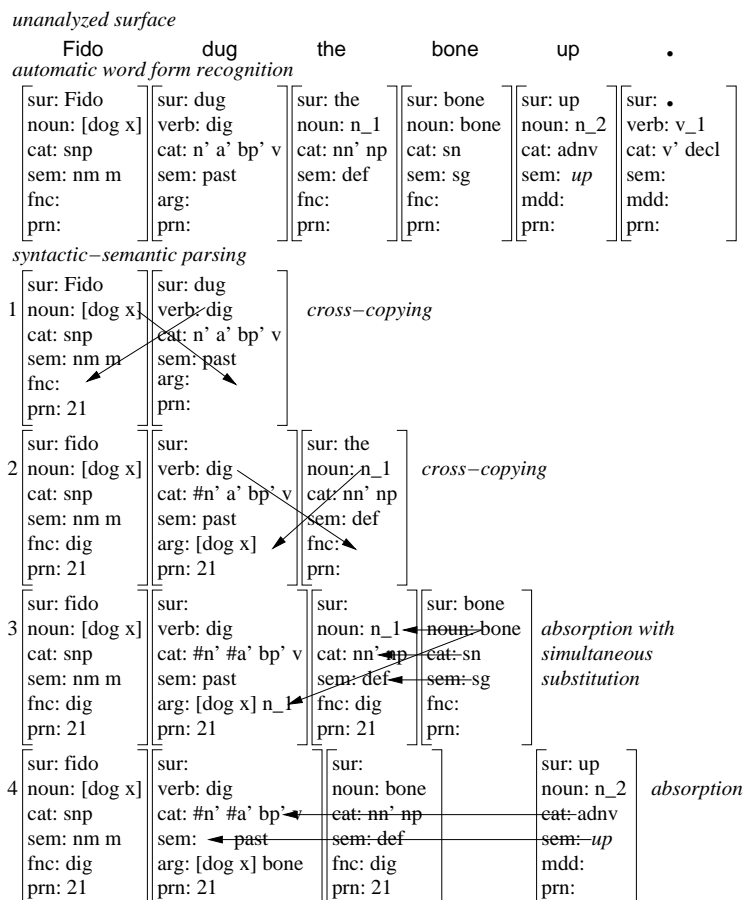 unanalyzed surface
Fido dug the bone up .
automatic word form recognition
sur: Fido sur: dug sur: the sur: bone sur: up sur: .
noun: [dog x] verb: dig noun: n_1 noun: bone noun: n_2 verb: v_1
cat: snp cat: n' a' bp' v cat: nn' np cat: sn cat: adnv cat: v' decl
sem: nm m sem: past sem: def sem: sg sem: up sem:
fnc: arg: fnc: fnc: mdd: mdd:
prn: prn: prn: prn: prn: prn:
syntactic−semantic parsing
sur: Fido sur: dug
1 noun: [dog x] verb: dig cross−copying
cat: snp cat: n' a' bp' v
sem: nm m sem: past
fnc: arg:
prn: 21 prn:
sur: fido sur: sur: the
2 noun: [dog x] verb: dig noun: n_1 cross−copying
cat: snp cat: #n' a' bp' v cat: nn' np
sem: nm m sem: past sem: def
fnc: dig arg: [dog x] fnc:
prn: 21 prn: 21 prn:
sur: fido sur: sur: sur: bone
3 noun: [dog x] verb: dig noun: n_1 noun: bone absorption with
cat: snp cat: #n' #a' bp' v cat: nn' np cat: sn simultaneous
sem: nm m sem: past sem: def sem: sg substitution
fnc: dig arg: [dog x] n_1 fnc: dig fnc:
prn: 21 prn: 21 prn: 21 prn:
sur: fido sur: sur: sur: up
4 noun: [dog x] verb: dig noun: bone noun: n_2 absorption
cat: snp cat: #n' #a' bp' v cat: nn' np cat: adnv
sem: nm m sem: past sem: def sem: up
fnc: dig arg: [dog x] bone fnc: dig mdd:
prn: 21 prn: 21 prn: 21 prn: